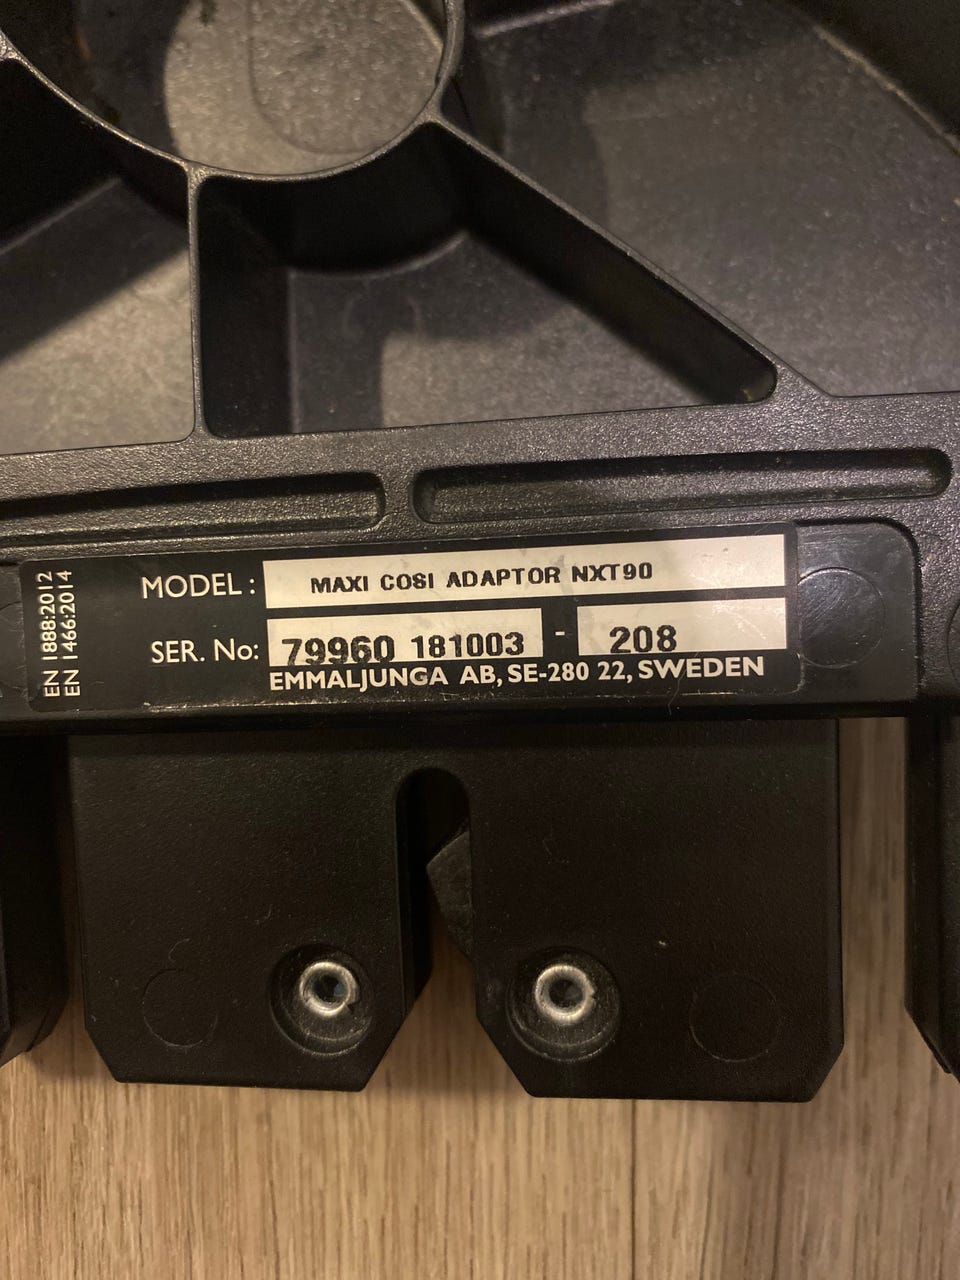 MODEL : MAXI COSI ADAPTOR NXT90
SER. No: 79960 181003 - 208
EMMALJUNGA AB, SE-280 22, SWEDEN
EN 1888:2012
EN 1466:2014